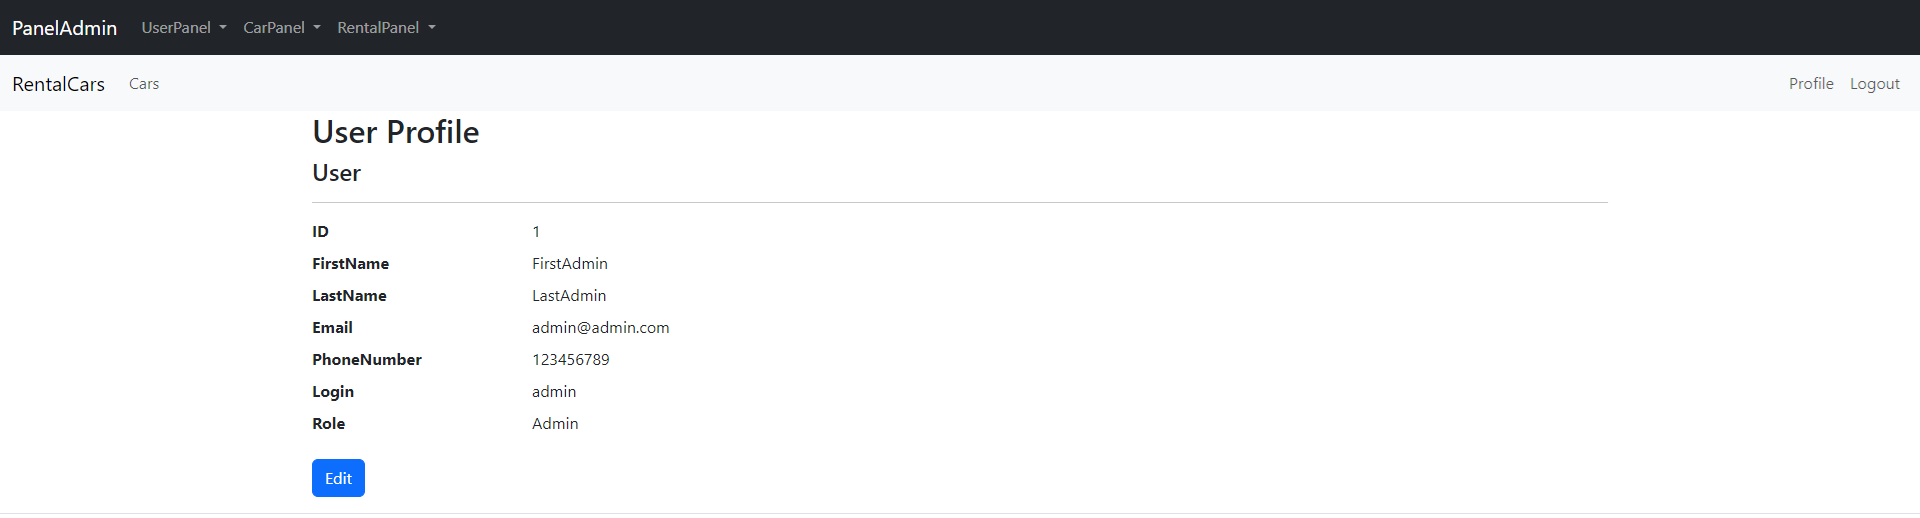 PanelAdmin UserPanel CarPanel RentalPanel
RentalCars Cars Profile Logout
User Profile
User
ID 1
FirstName FirstAdmin
LastName LastAdmin
Email admin@admin.com
PhoneNumber 123456789
Login admin
Role Admin
Edit